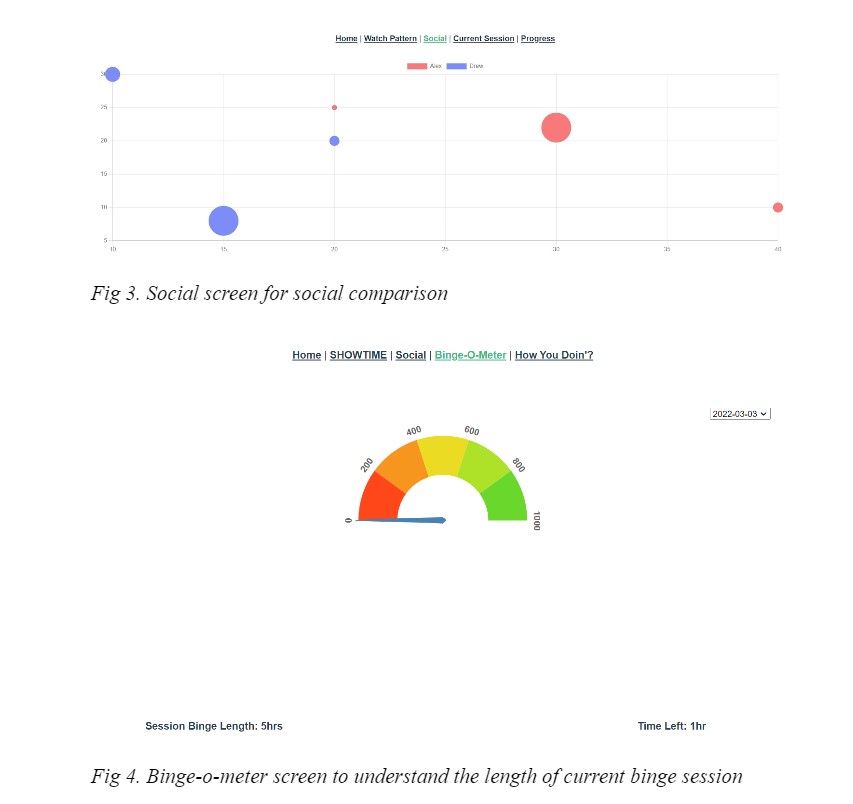 Home | Watch Pattern | Social | Current Session | Progress
Alex Drew
30
25
20
15
10
5
10 15 20 25 30 35 40
Fig 3. Social screen for social comparison
Home | SHOWTIME | Social | Binge-O-Meter | How You Doin'?
2022-03-03
0 200 400 600 800 1000
Session Binge Length: 5hrs Time Left: 1hr
Fig 4. Binge-o-meter screen to understand the length of current binge session